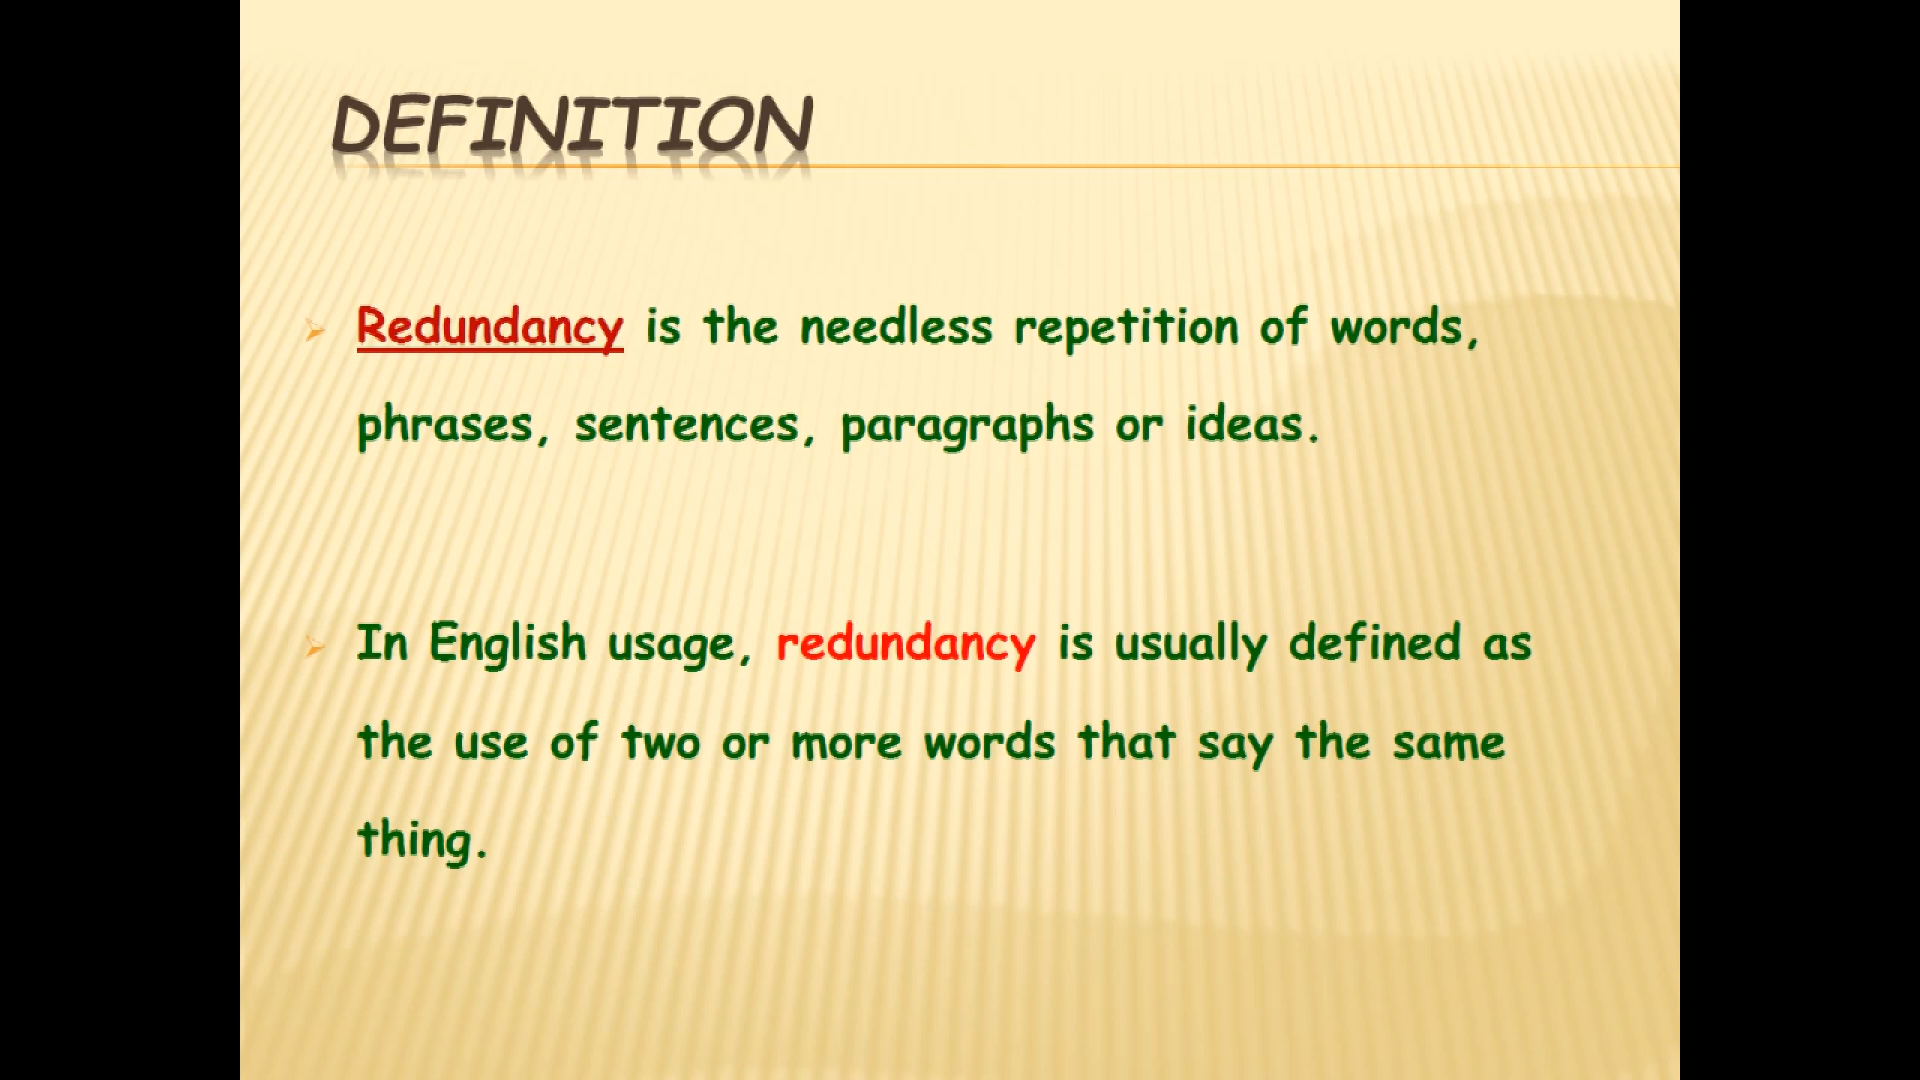 DEFINITION
Redundancy is the needless repetition of words,
phrases, sentences, paragraphs or ideas.
In English usage, redundancy is usually defined as
the use of two or more words that say the same
thing.